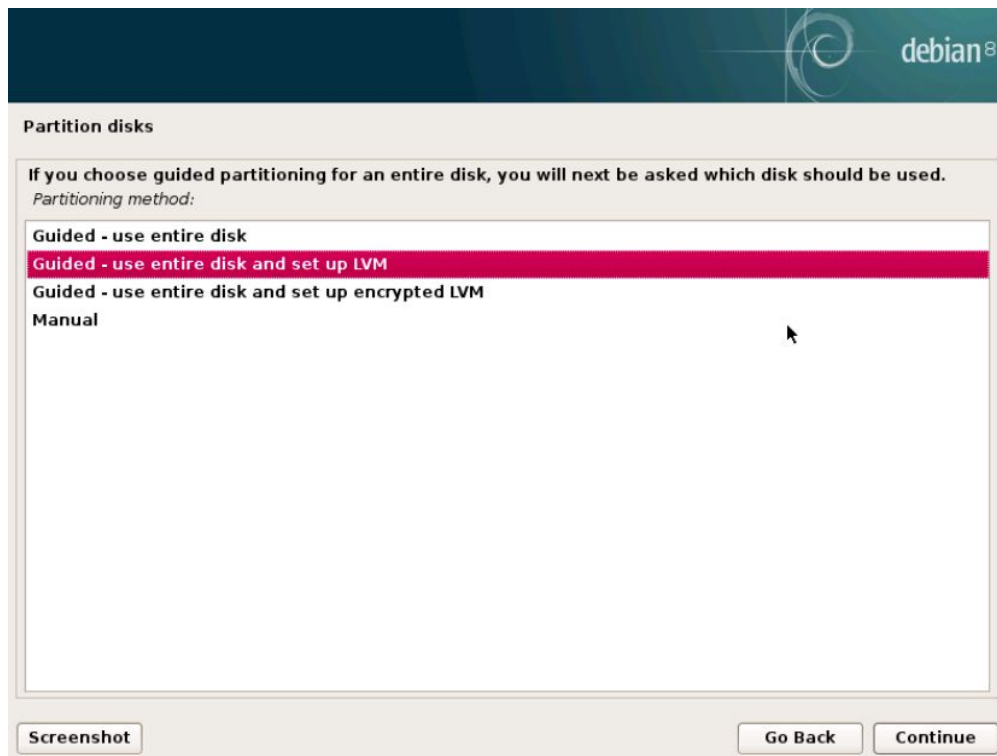 debian 8
Partition disks
If you choose guided partitioning for an entire disk, you will next be asked which disk should be used.
Partitioning method:
Guided - use entire disk
Guided - use entire disk and set up LVM
Guided - use entire disk and set up encrypted LVM
Manual
Screenshot
Go Back
Continue